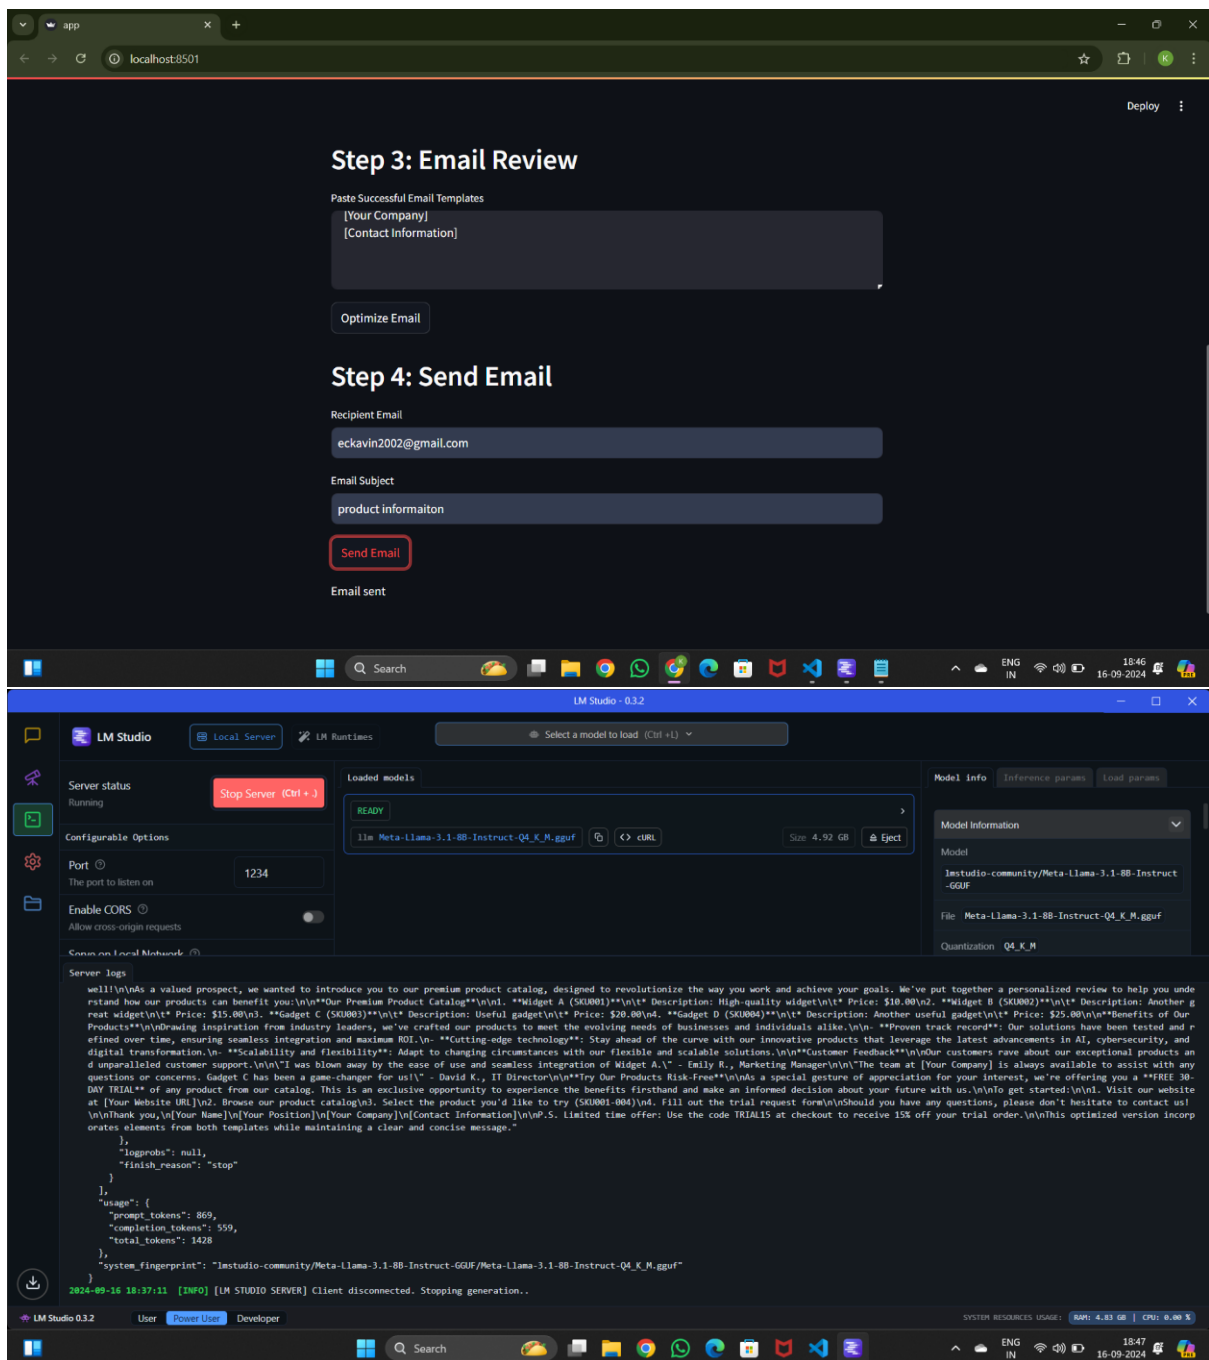 app
localhost:8501
K
Deploy
Step 3: Email Review
Paste Successful Email Templates
[Your Company]
[Contact Information]
Optimize Email
Step 4: Send Email
Recipient Email
eckavin2002@gmail.com
Email Subject
product informaiton
Send Email
Email sent
Search
ENG
IN
18:46
16-09-2024
LM Studio - 0.3.2
LM Studio
Local Server
LM Runtimes
Select a model to load (Ctrl +L)
Server status
Running
Stop Server (Ctrl + .)
Configurable Options
Port
The port to listen on
1234
Enable CORS
Allow cross-origin requests
Serve on Local Network
Loaded models
READY
llm Meta-Llama-3.1-8B-Instruct-Q4_K_M.gguf
cURL
Size 4.92 GB
Eject
Model info
Inference params
Load params
Model Information
Model
lmstudio-community/Meta-Llama-3.1-8B-Instruct
-GGUF
File Meta-Llama-3.1-8B-Instruct-Q4_K_M.gguf
Quantization Q4_K_M
Server logs
well!\n\nAs a valued prospect, we wanted to introduce you to our premium product catalog, designed to revolutionize the way you work and achieve your goals. We've put together a personalized review to help you unde
rstand how our products can benefit you:\n\n**Our Premium Product Catalog**\n\n1. **Widget A (SKU001)**\n\t* Description: High-quality widget\n\t* Price: $10.00\n2. **Widget B (SKU002)**\n\t* Description: Another g
reat widget\n\t* Price: $15.00\n3. **Gadget C (SKU003)**\n\t* Description: Useful gadget\n\t* Price: $20.00\n4. **Gadget D (SKU004)**\n\t* Description: Another useful gadget\n\t* Price: $25.00\n\n**Benefits of Our
Products**\n\nDrawing inspiration from industry leaders, we've crafted our products to meet the evolving needs of businesses and individuals alike.\n\n- **Proven track record**: Our solutions have been tested and r
efined over time, ensuring seamless integration and maximum ROI.\n- **Cutting-edge technology**: Stay ahead of the curve with our innovative products that leverage the latest advancements in AI, cybersecurity, and
digital transformation.\n- **Scalability and flexibility**: Adapt to changing circumstances with our flexible and scalable solutions.\n\n**Customer Feedback**\n\nOur customers rave about our exceptional products an
d unparalleled customer support.\n\n\"I was blown away by the ease of use and seamless integration of Widget A.\" - Emily R., Marketing Manager\n\n\"The team at [Your Company] is always available to assist with any
questions or concerns. Gadget C has been a game-changer for us!\" - David K., IT Director\n\n**Try Our Products Risk-Free**\n\nAs a special gesture of appreciation for your interest, we're offering you a **FREE 30-
DAY TRIAL** of any product from our catalog. This is an exclusive opportunity to experience the benefits firsthand and make an informed decision about your future with us.\n\nTo get started:\n\n1. Visit our website
at [Your Website URL]\n2. Browse our product catalog\n3. Select the product you'd like to try (SKU001-004)\n4. Fill out the trial request form\n\nShould you have any questions, please don't hesitate to contact us!
\n\nThank you,\n[Your Name]\n[Your Position]\n[Your Company]\n[Contact Information]\n\nP.S. Limited time offer: Use the code TRIAL15 at checkout to receive 15% off your trial order.\n\nThis optimized version incorp
orates elements from both templates while maintaining a clear and concise message."
},
"logprobs": null,
"finish_reason": "stop"
}
],
"usage": {
"prompt_tokens": 869,
"completion_tokens": 559,
"total_tokens": 1428
},
"system_fingerprint": "lmstudio-community/Meta-Llama-3.1-8B-Instruct-GGUF/Meta-Llama-3.1-8B-Instruct-Q4_K_M.gguf"
}
2024-09-16 18:37:11 [INFO] [LM STUDIO SERVER] Client disconnected. Stopping generation..
LM Studio 0.3.2
User
Power User
Developer
SYSTEM RESOURCES USAGE: RAM: 4.83 GB | CPU: 0.00 %
Search
ENG
IN
18:47
16-09-2024